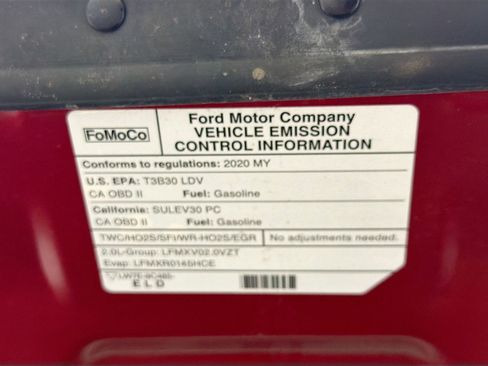 FoMoCo
Ford Motor Company
VEHICLE EMISSION
CONTROL INFORMATION
Conforms to regulations: 2020 MY
U.S. EPA: T3B30 LDV
CA OBD II Fuel: Gasoline
California: SULEV30 PC
CA OBD II Fuel: Gasoline
TWC/HO2S/SFI/WR-HO2S/EGR No adjustments needed.
2.0L-Group: LFMXV02.0VZT
Evap: LFMXR0145HCE
E L D